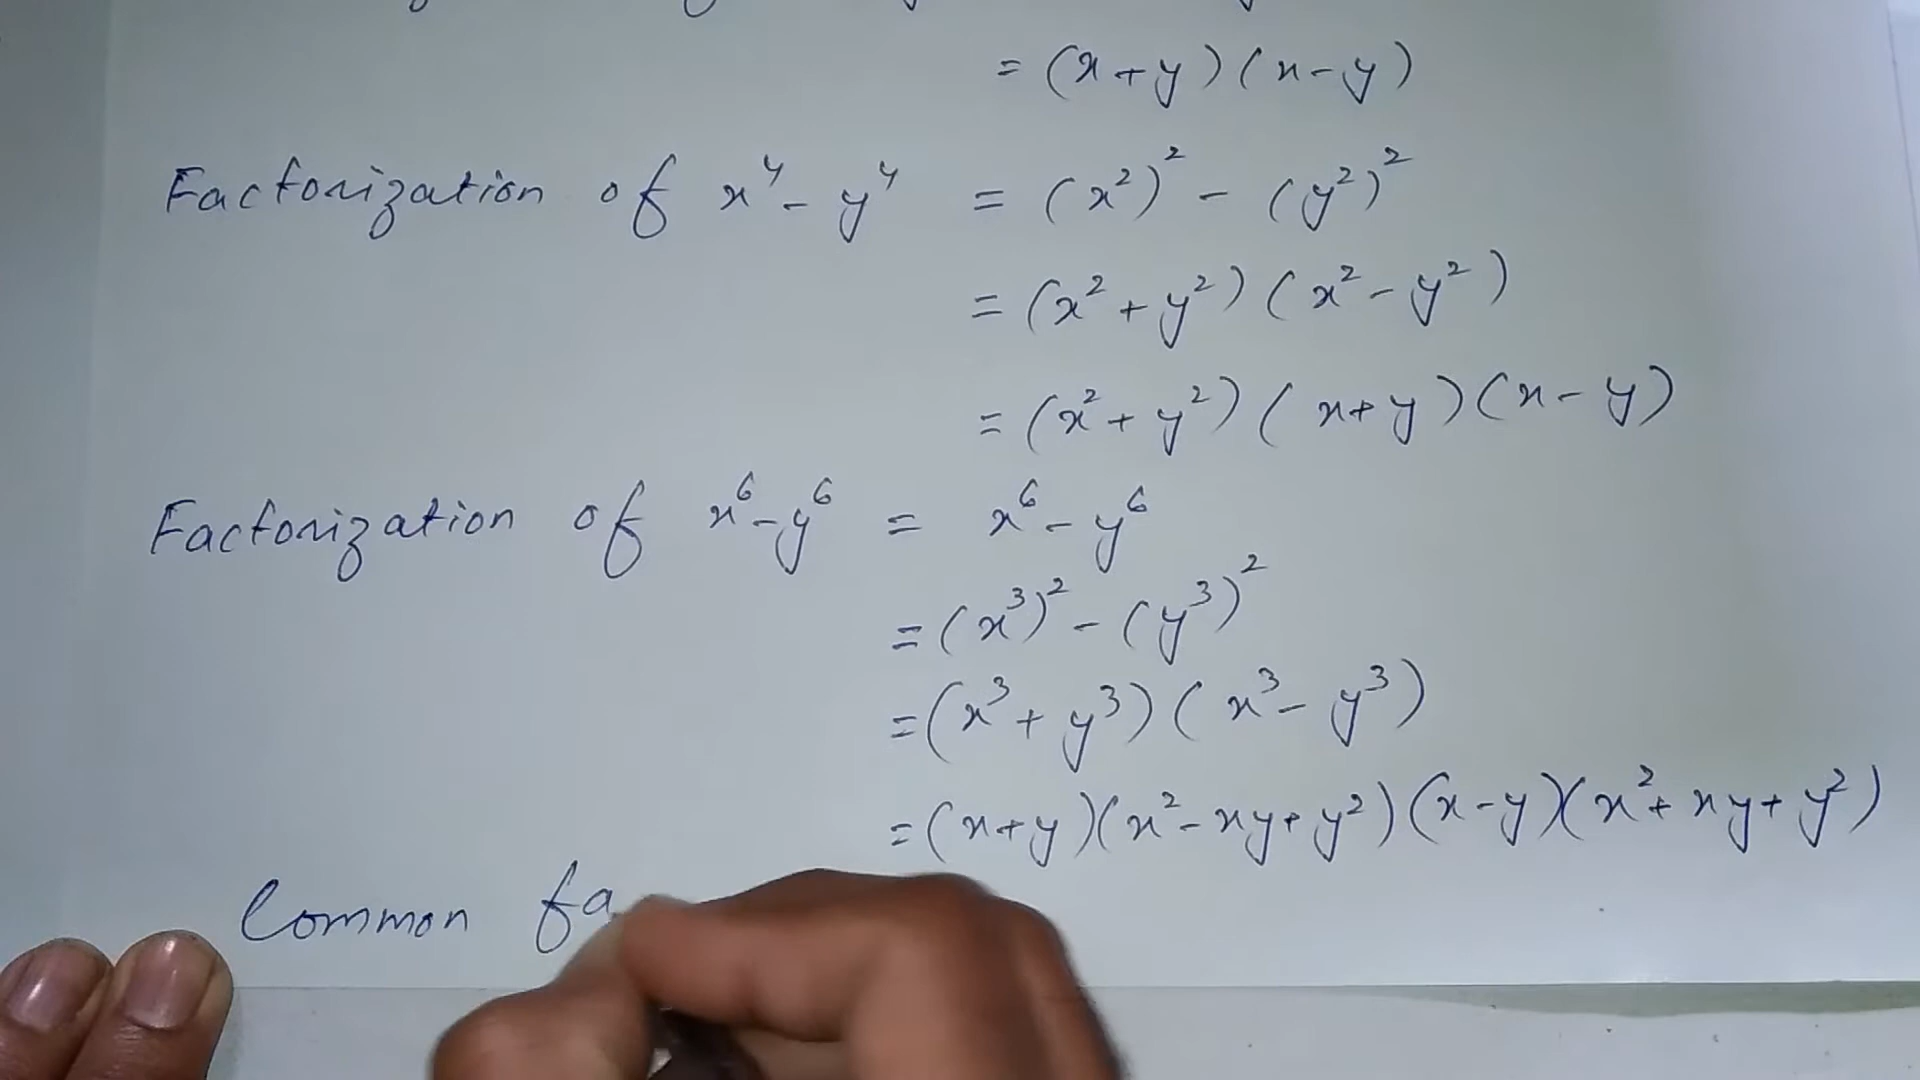 = (x+y)(x-y)
Factorization of x⁴-y⁴ = (x²)² - (y²)²
= (x²+y²)(x²-y²)
= (x²+y²)(x+y)(x-y)
Factorization of x⁶-y⁶ = x⁶-y⁶
= (x³)² - (y³)²
= (x³+y³)(x³-y³)
= (x+y)(x²-xy+y²)(x-y)(x²+xy+y²)
Common fa